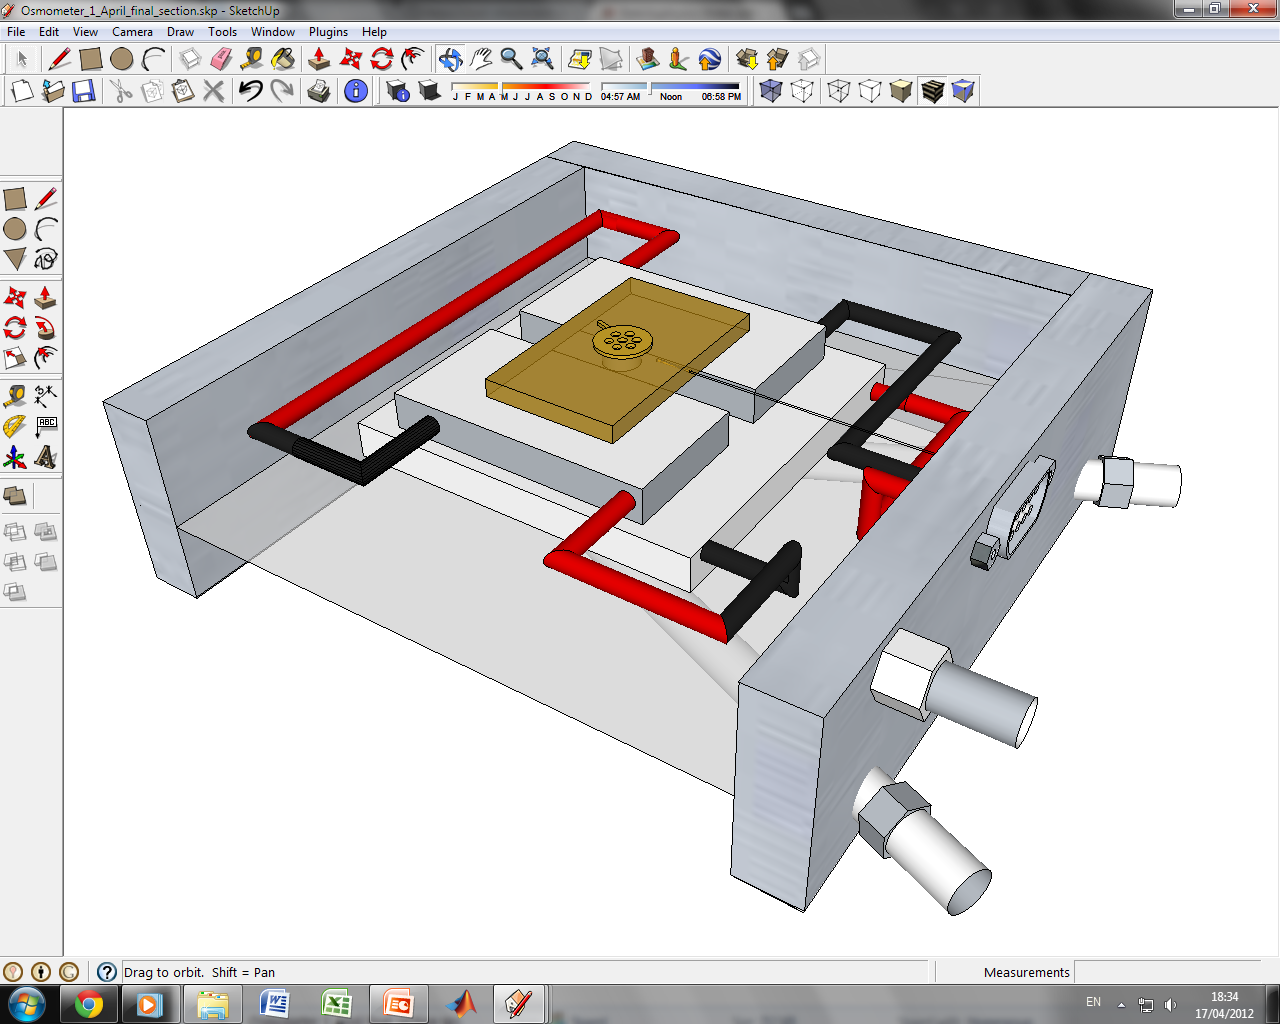 Osmometer_1_April_final_section.skp - SketchUp
File Edit View Camera Draw Tools Window Plugins Help
J F M A M J J A S O N D 04:57 AM Noon 06:58 PM
ABC
Drag to orbit. Shift = Pan
Measurements
EN
18:34
17/04/2012